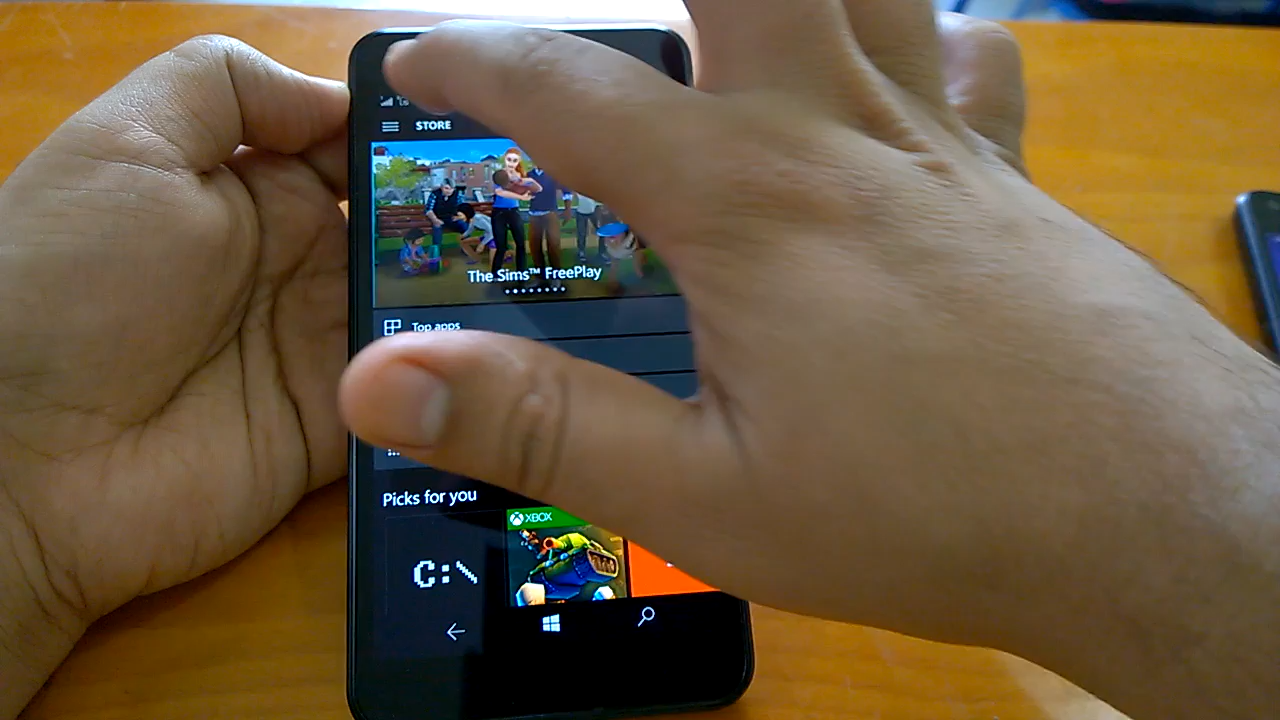 STORE
The Sims™ FreePlay
Top apps
Picks for you
XBOX
C:\